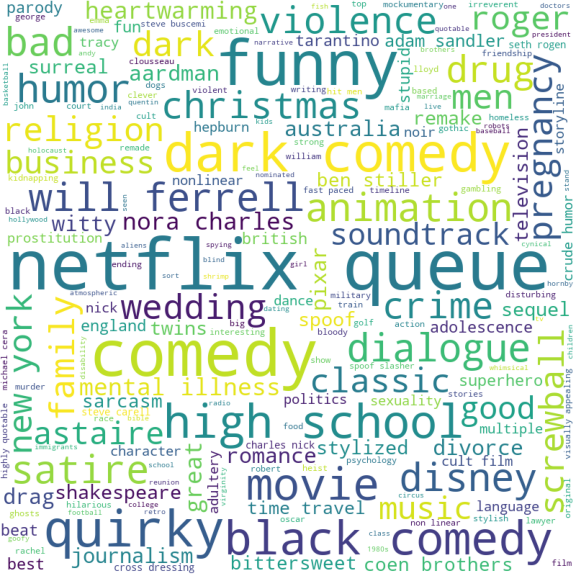 parody
george
steve buscemi
mockumentary
one
irreverent
doctors
emma
top
quotable
president
heartwarming
violence
roger
awesome
emotional
brothers
seth rogen
bad
fun
tracy
andy
dark
funny
tarantino
adam sandler
friendship
narrative
clousseau
lloyd
surreal
aardman
stupid
drug
men
basketball
violent
writing
hit men
based
marriage
humor
dogs
clever
quentin
mafia
live
homeless
gothic
robots
baseball
john
court
india
cult
kids
christmas
remake
storyline
religion
hepburn
australia
noir
pregnancy
holocaust
remade
strong
dark comedy
business
feel
william
television
kidnapping
nominated
fast paced
timeline
gambling
stand
nonlinear
ben stiller
crude humor
will ferrell
animation
black
hollywood
seen
witty
nora charles
soundtrack
cynical
prostitution
british
aliens
spying
blind
girl
ending
sort
shrimp
hornby
netflix queue
atmospheric
pixar
military
train
disturbing
wedding
crime
sequel
nick
dance
dating
big
golf
action
adolescence
tv
children
england
twins
spoof
interesting
bloody
new york
family
comedy
show
spoof slasher
whimsical
dialogue
michael cera
disability
mental illness
classic
superhero
murder
sarcasm
steve carell
race
bible
radio
politics
sexuality
stories
screwball
visually appealing
high school
good
highly quotable
immigrants
astaire
food
multiple
character
great
charles nick
stylized
divorce
school
adultery
romance
psychology
cult film
satire
reunion
robert
heist
movie
disney
original
drag
shakespeare
virginity
circus
language
ghosts
hilarious
football
college
retro
time travel
music
stylish
lawyer
beat
quirky
oscar
non linear
class
1980s
goofy
rachel
journalism
black comedy
best
cross dressing
bittersweet
coen brothers
film